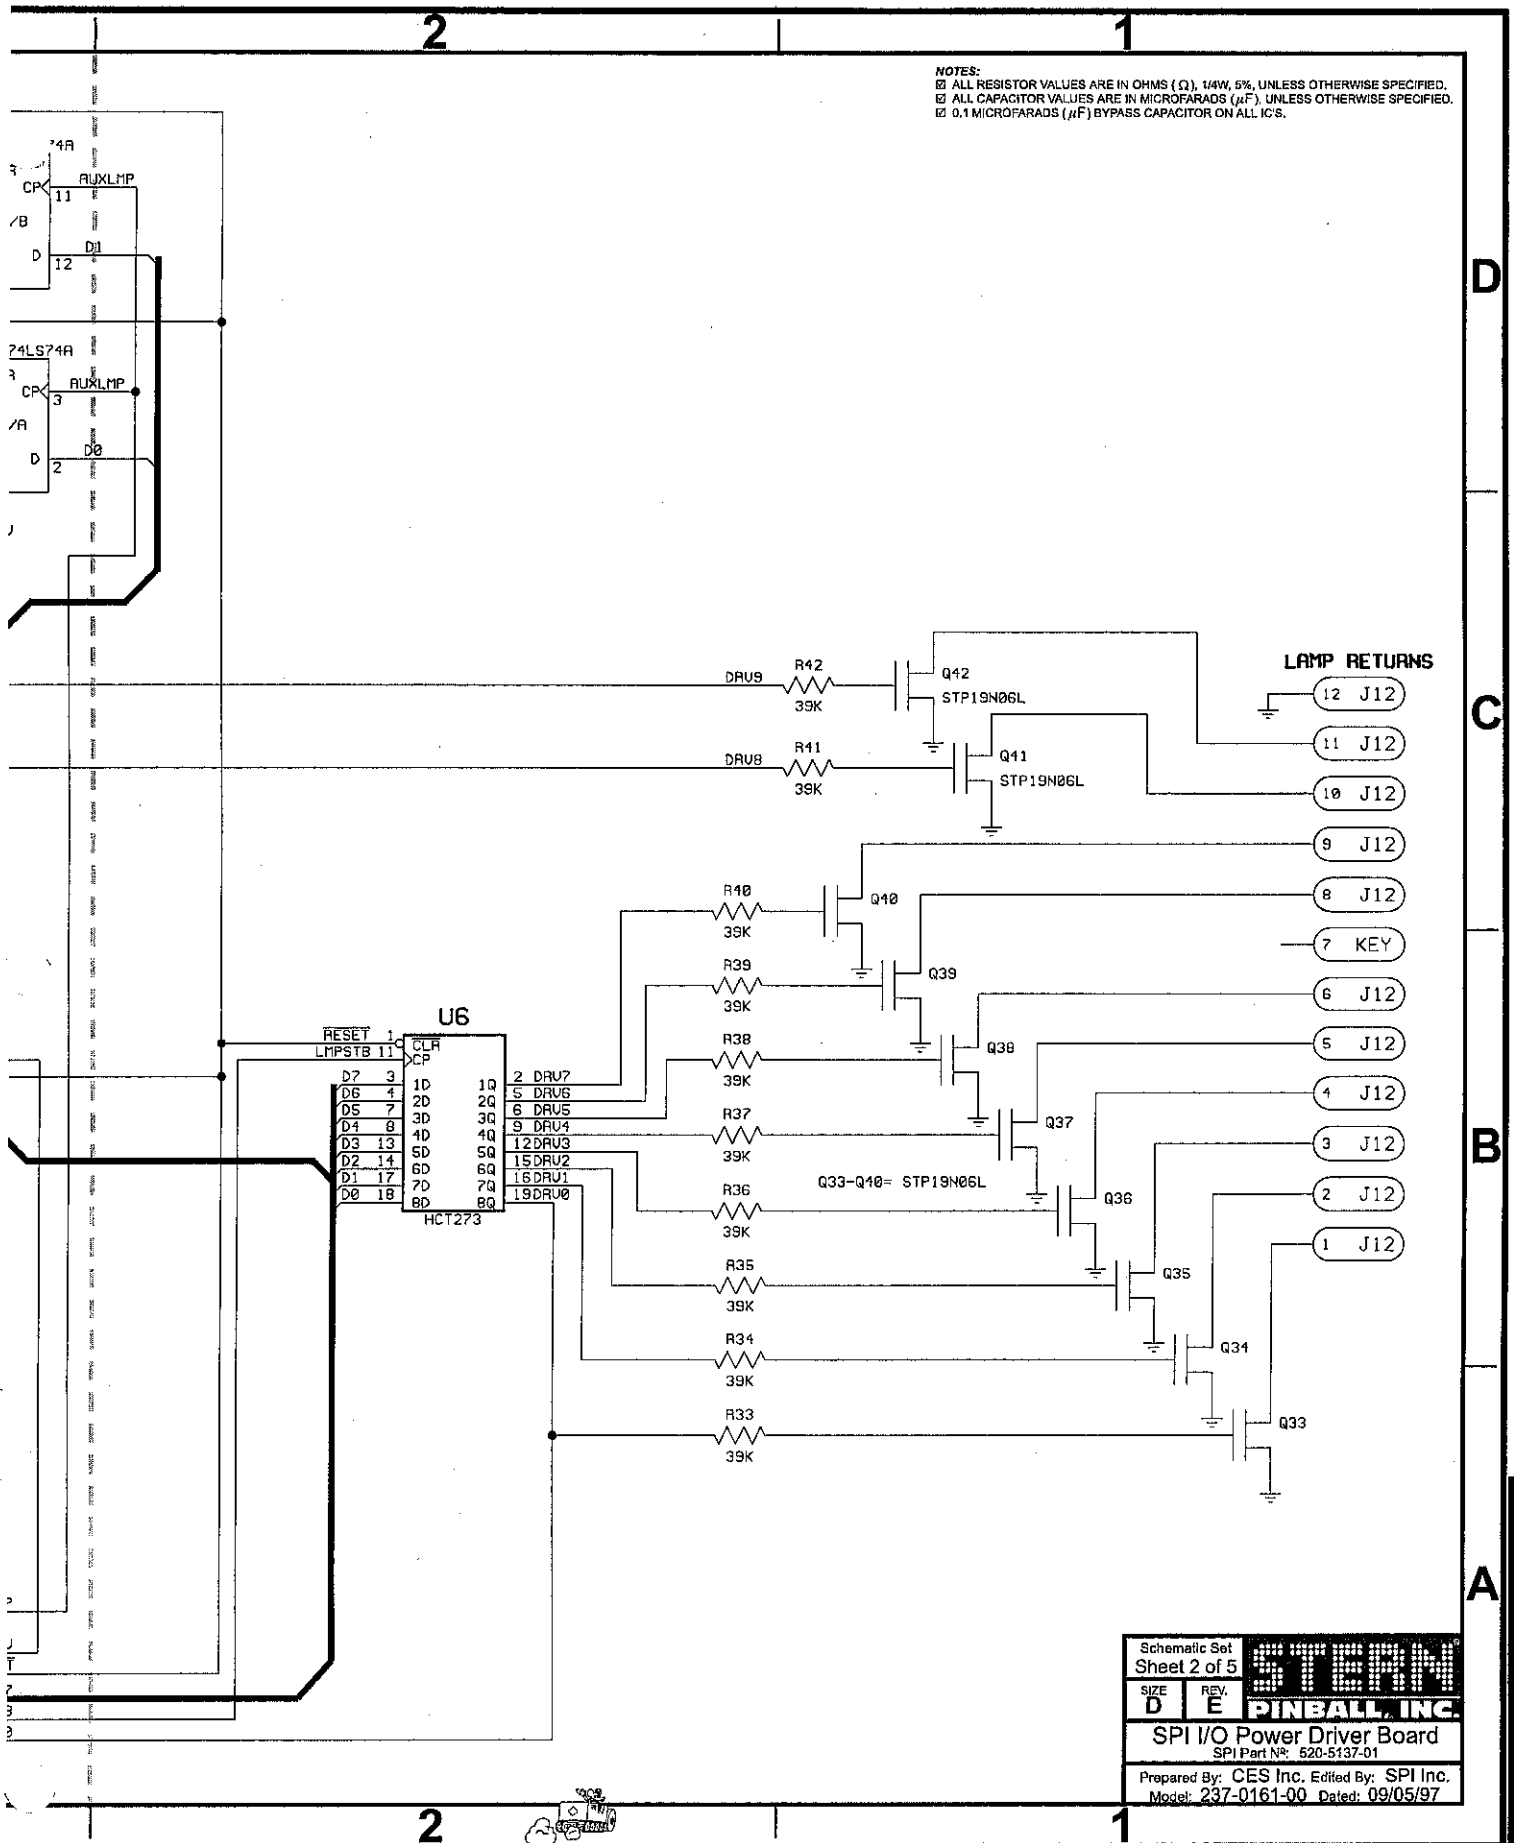 2
1
NOTES:
☑ ALL RESISTOR VALUES ARE IN OHMS (Ω), 1/4W, 5%, UNLESS OTHERWISE SPECIFIED.
☑ ALL CAPACITOR VALUES ARE IN MICROFARADS (µF), UNLESS OTHERWISE SPECIFIED.
☑ 0.1 MICROFARADS (µF) BYPASS CAPACITOR ON ALL IC'S.
74A
CP
11
AUXLMP
/B
D
12
D1
D
74LS74A
CP
3
AUXLMP
/A
D
2
D0
LAMP RETURNS
DRV9
R42
39K
Q42
STP19N06L
12 J12
C
11 J12
DRV8
R41
39K
Q41
STP19N06L
10 J12
9 J12
R40
39K
Q40
8 J12
7 KEY
R39
39K
Q39
6 J12
U6
R38
39K
Q38
5 J12
RESET 1 CLR
LMPSTB 11 CP
D7 3 1D 1Q 2 DRV7
D6 4 2D 2Q 5 DRV6
D5 7 3D 3Q 6 DRV5
D4 8 4D 4Q 9 DRV4
D3 13 5D 5Q 12 DRV3
D2 14 6D 6Q 15 DRV2
D1 17 7D 7Q 16 DRV1
D0 18 8D 8Q 19 DRV0
HCT273
4 J12
R37
39K
Q37
3 J12
B
Q33-Q40= STP19N06L
R36
39K
Q36
2 J12
1 J12
R35
39K
Q35
R34
39K
Q34
R33
39K
Q33
A
Schematic Set
Sheet 2 of 5
STERN
PINBALL, INC.
SIZE
D
REV.
E
SPI I/O Power Driver Board
SPI Part Nº: 520-5137-01
Prepared By: CES Inc. Edited By: SPI Inc.
Model: 237-0161-00 Dated: 09/05/97
2
1